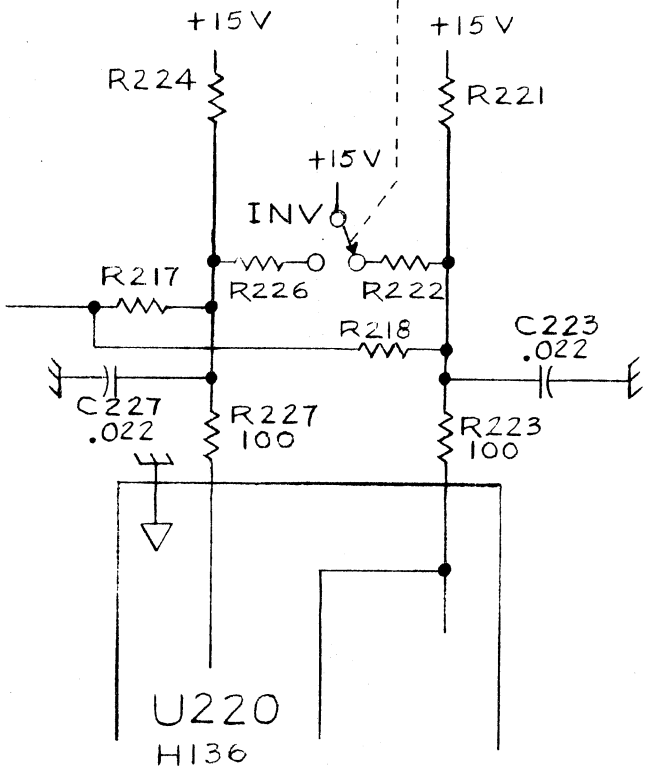 +15V
+15V
R224
R221
+15V
INV
R226
R222
R217
R218
C223
.022
C227
.022
R227
100
R223
100
U220
H136